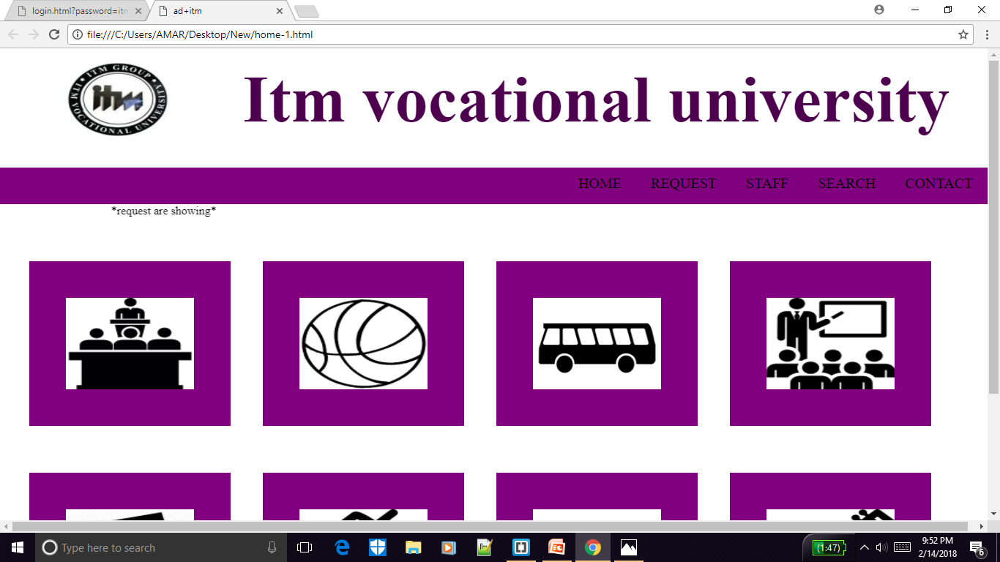 login.html?password=itm
ad+itm
file:///C:/Users/AMAR/Desktop/New/home-1.html
ITM GROUP
itm
ITM VOCATIONAL UNIVERSITY
Itm vocational university
HOME REQUEST STAFF SEARCH CONTACT
*request are showing*
Type here to search
(1:47)
9:52 PM
2/14/2018
6